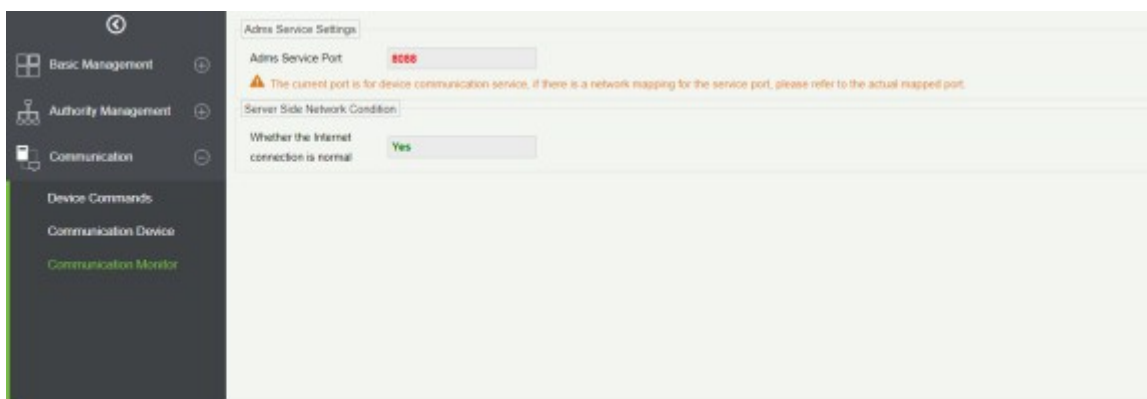 Basic Management
Authority Management
Communication
Device Commands
Communication Device
Communication Monitor
Adms Service Settings
Adms Service Port
8088
The current port is for device communication service, if there is a network mapping for the service port, please refer to the actual mapped port.
Server Side Network Condition
Whether the Internet
connection is normal
Yes